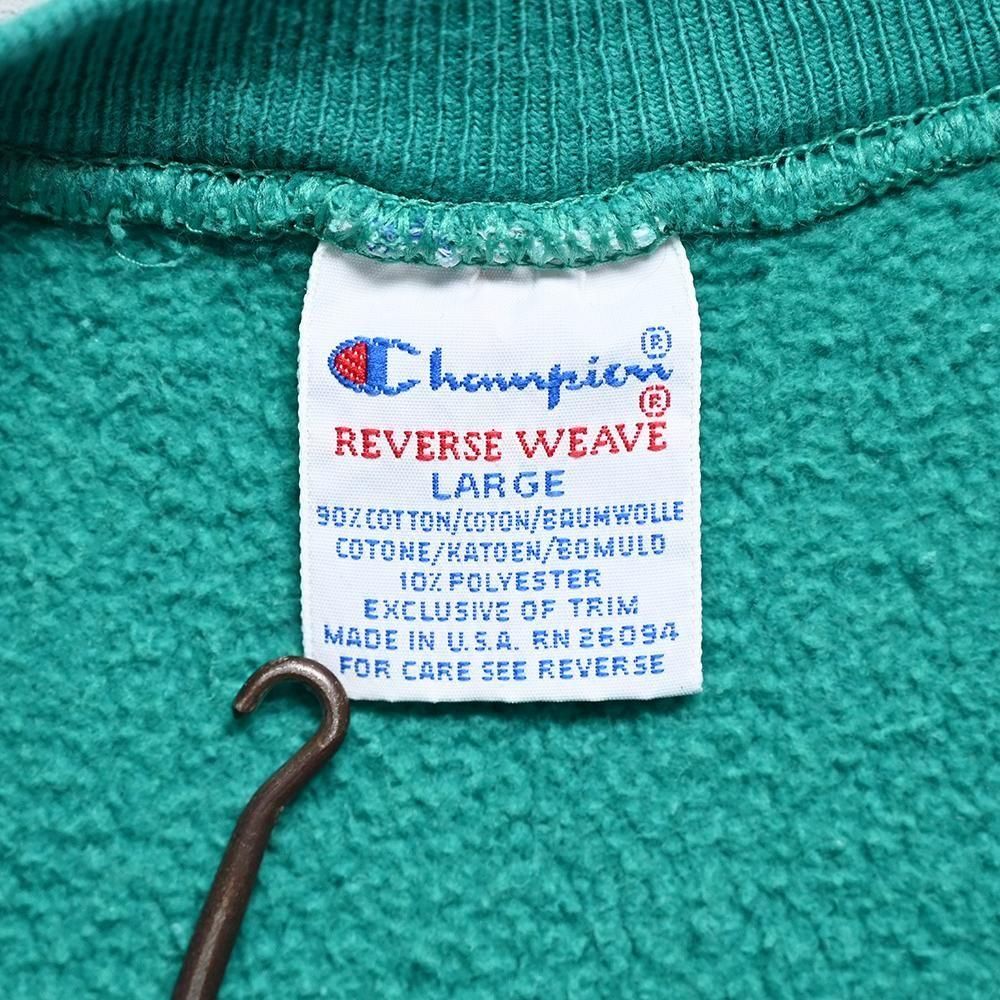 Champion®
REVERSE WEAVE®
LARGE
90% COTTON/COTON/BAUMWOLLE
COTONE/KATOEN/BOMULD
10% POLYESTER
EXCLUSIVE OF TRIM
MADE IN U.S.A. RN 26094
FOR CARE SEE REVERSE